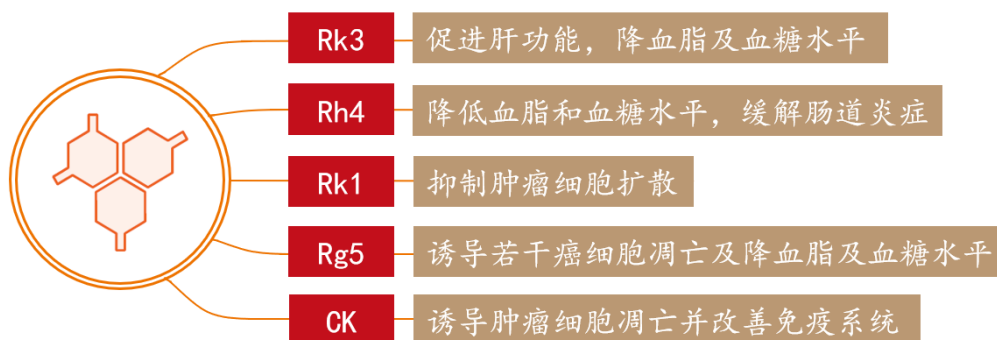 Rk3 促进肝功能，降血脂及血糖水平
Rh4 降低血脂和血糖水平，缓解肠道炎症
Rk1 抑制肿瘤细胞扩散
Rg5 诱导若干癌细胞凋亡及降血脂及血糖水平
CK 诱导肿瘤细胞凋亡并改善免疫系统